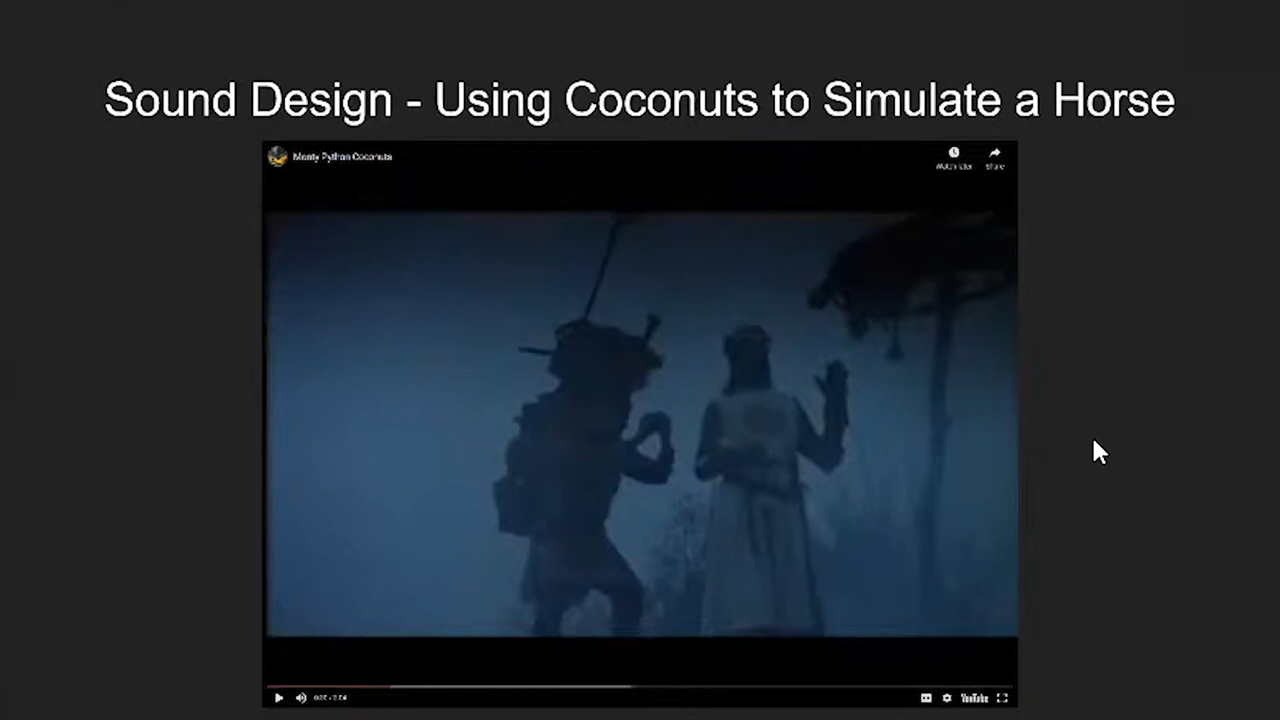 Sound Design - Using Coconuts to Simulate a Horse
Monty Python Coconuts
Watch later
Share
YouTube